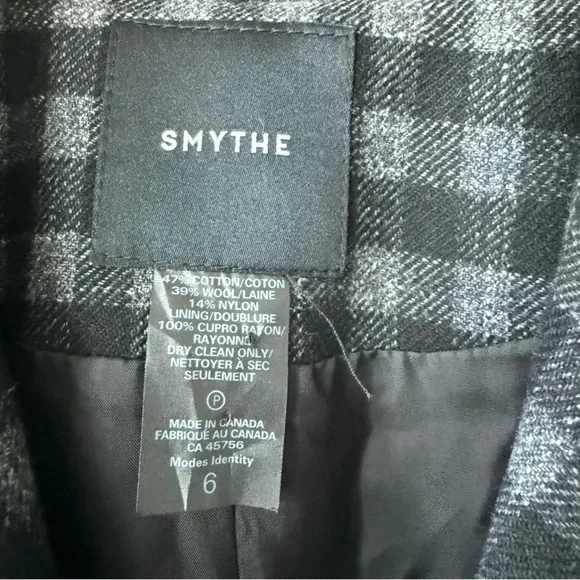 SMYTHE
47% COTTON/COTON
39% WOOL/LAINE
14% NYLON
LINING/DOUBLURE
100% CUPRO RAYON/
RAYONNE
DRY CLEAN ONLY/
NETTOYER À SEC
SEULEMENT
P
MADE IN CANADA
FABRIQUÉ AU CANADA
CA 45756
Modes Identity
6